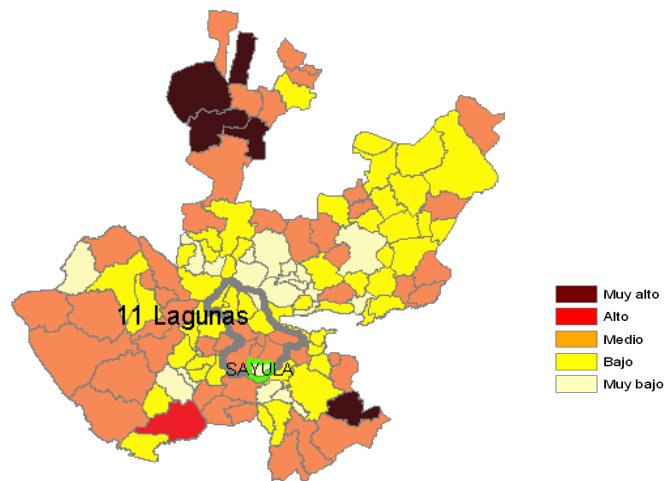 11 Lagunas
SAYULA
Muy alto
Alto
Medio
Bajo
Muy bajo